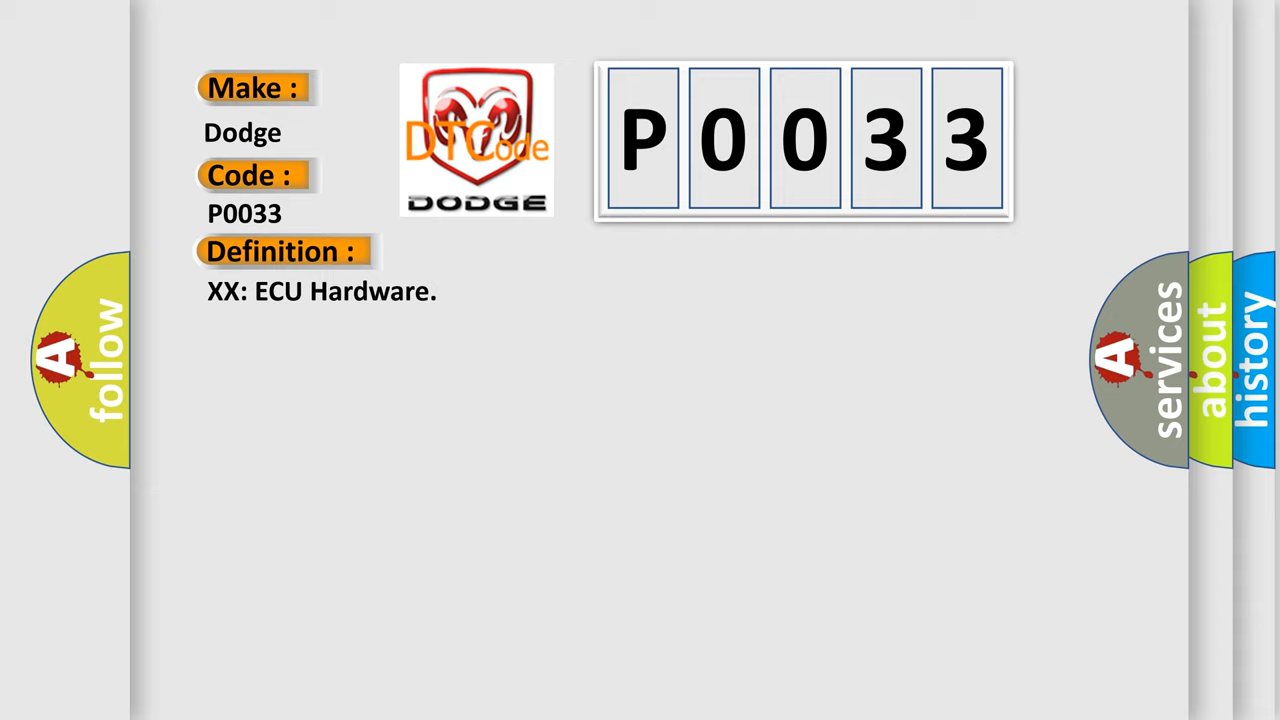 Make :
Dodge
Code :
P0033
Definition :
XX: ECU Hardware.
DTCode
DODGE
P0033
A
follow
A
services
about
history